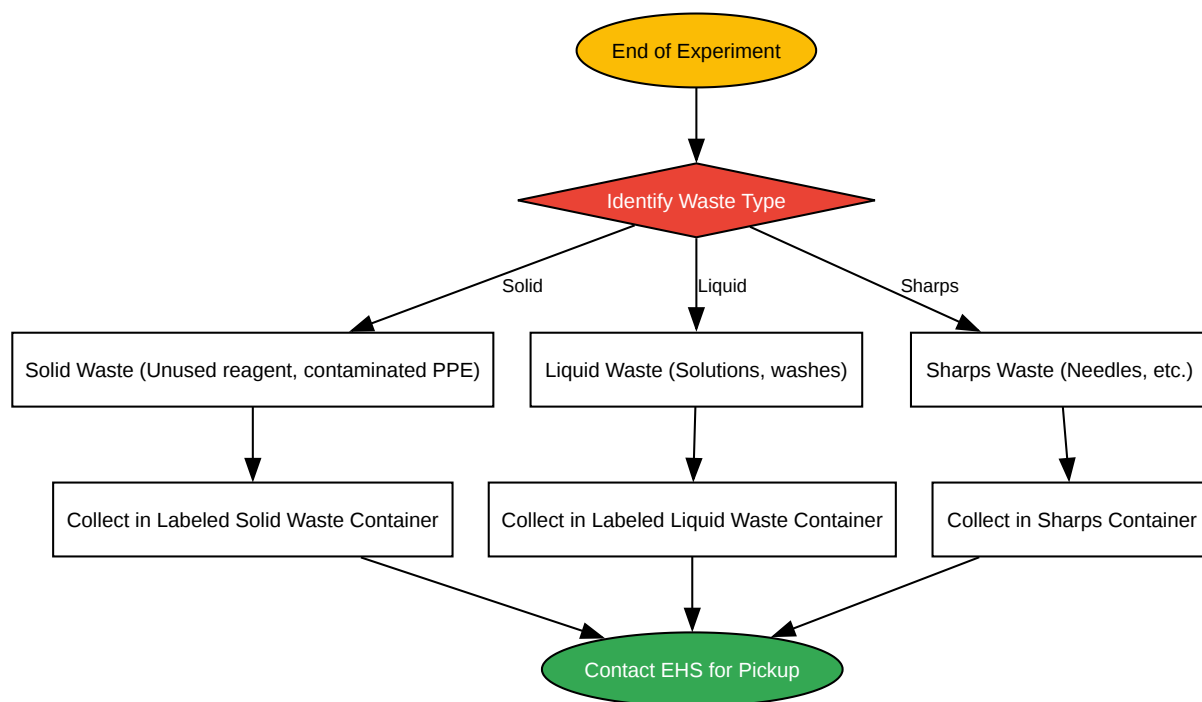 End of Experiment
Identify Waste Type
Solid
Liquid
Sharps
Solid Waste (Unused reagent, contaminated PPE)
Liquid Waste (Solutions, washes)
Sharps Waste (Needles, etc.)
Collect in Labeled Solid Waste Container
Collect in Labeled Liquid Waste Container
Collect in Sharps Container
Contact EHS for Pickup